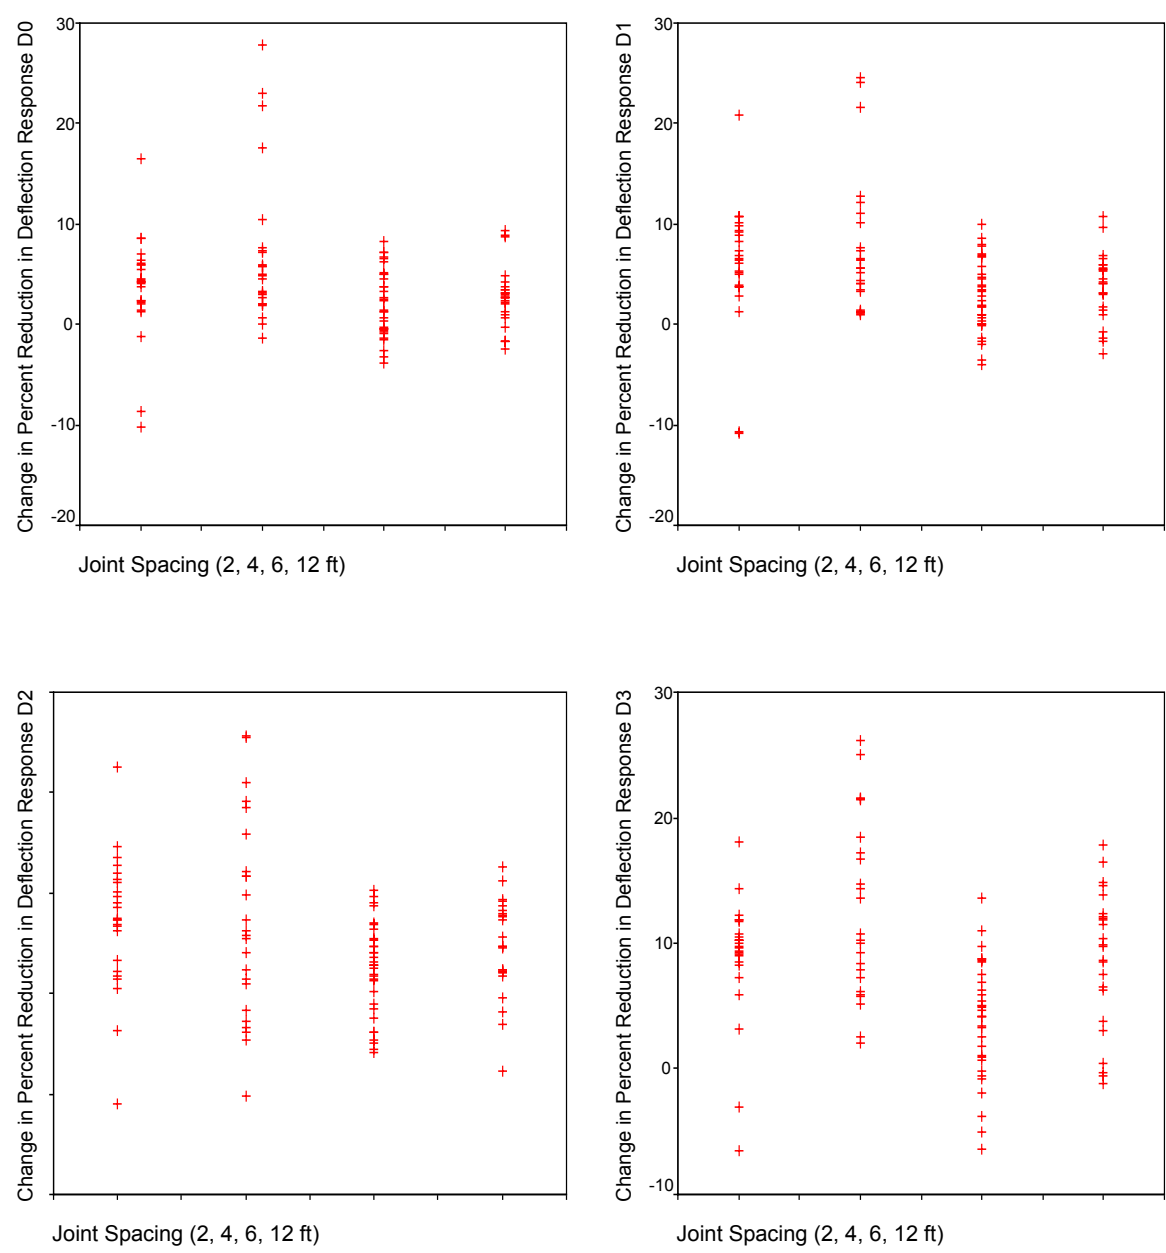 Change in Percent Reduction in Deflection Response D0
30
20
10
0
-10
-20
Joint Spacing (2, 4, 6, 12 ft)
Change in Percent Reduction in Deflection Response D1
30
20
10
0
-10
-20
Joint Spacing (2, 4, 6, 12 ft)
Change in Percent Reduction in Deflection Response D2
Joint Spacing (2, 4, 6, 12 ft)
Change in Percent Reduction in Deflection Response D3
30
20
10
0
-10
Joint Spacing (2, 4, 6, 12 ft)